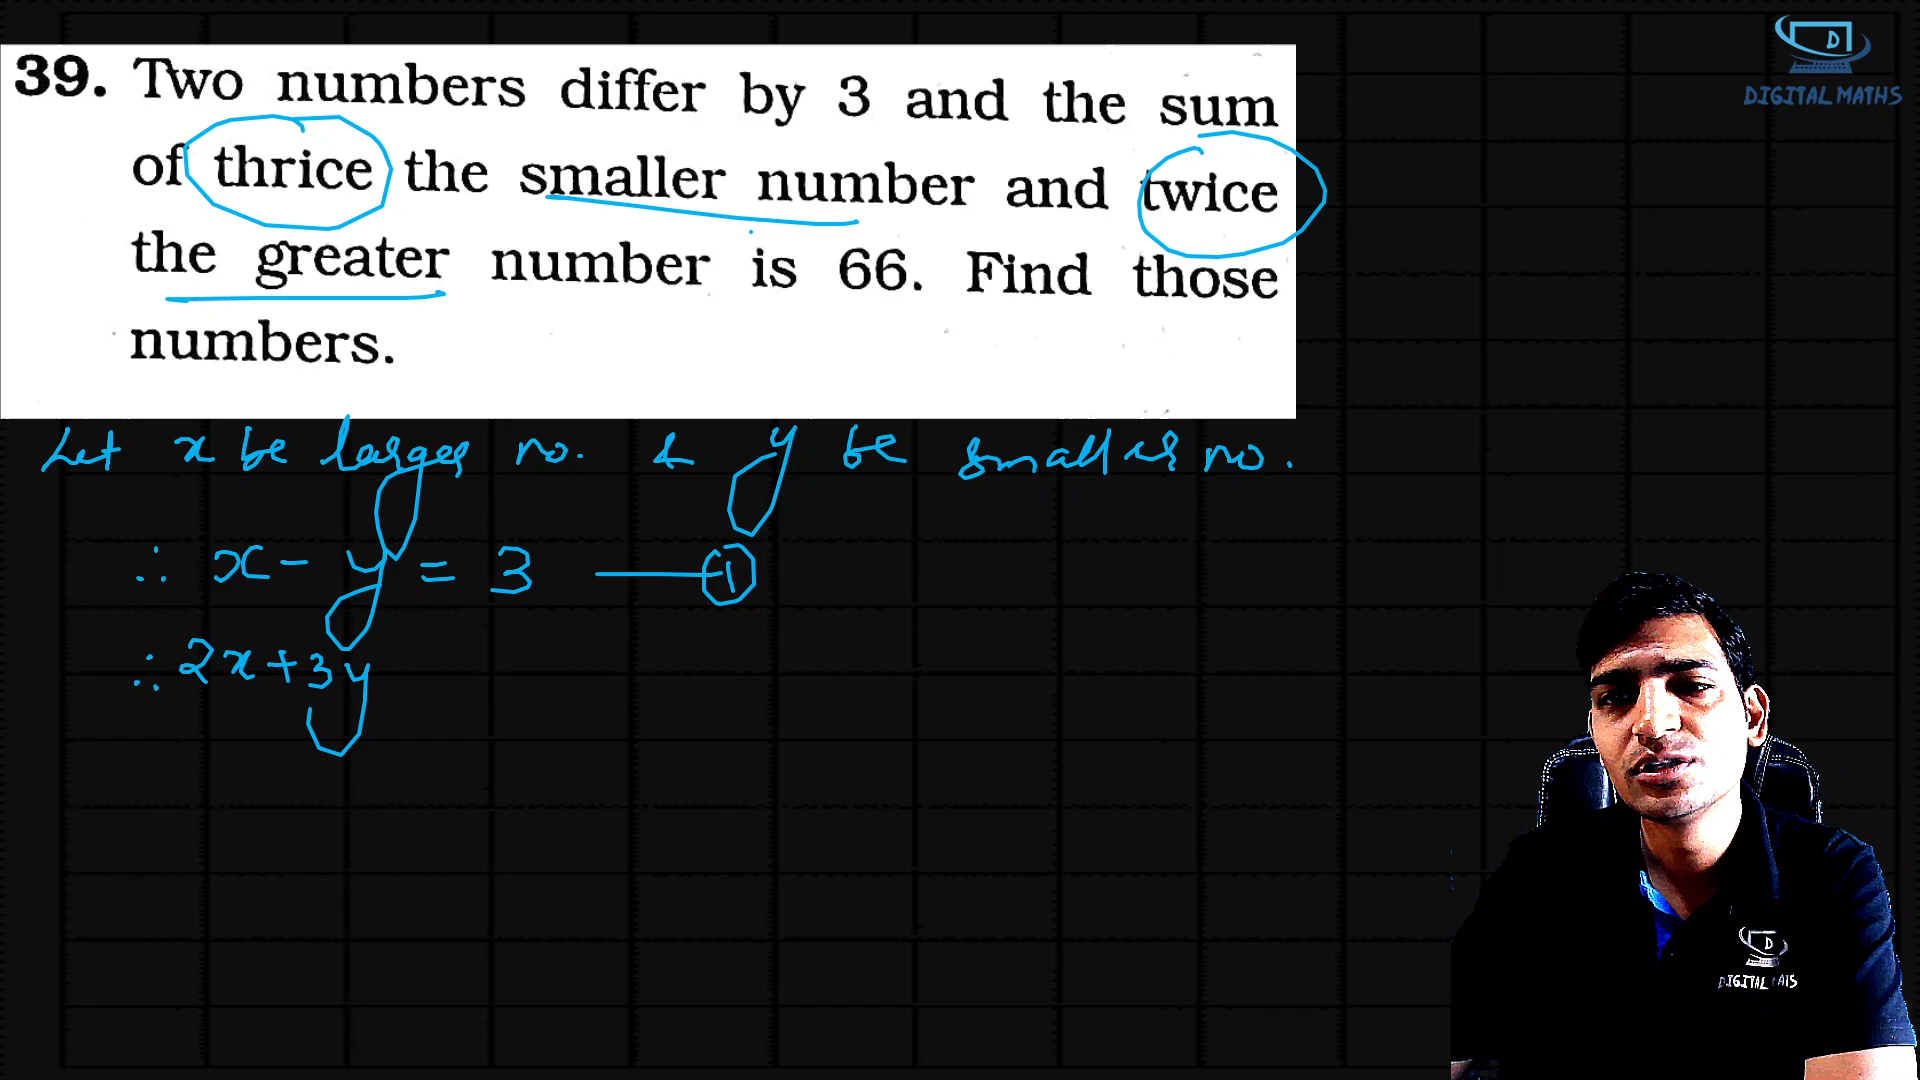 39. Two numbers differ by 3 and the sum
of thrice the smaller number and twice
the greater number is 66. Find those
numbers.
Let x be larger no. & y be smaller no.
∴ x - y = 3 —— ①
∴ 2x + 3y
D
DIGITAL MATHS
D